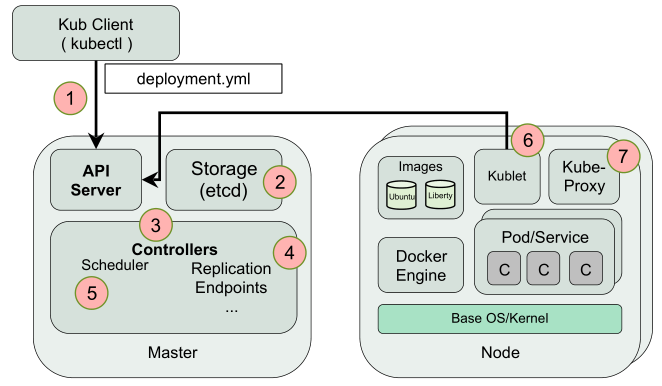 Kub Client
( kubectl )
deployment.yml
1
API
Server
Storage
(etcd)
2
3
Controllers
4
Scheduler
Replication
Endpoints
...
5
Master
Images
Ubuntu
Liberty
6
Kublet
7
Kube-
Proxy
Docker
Engine
Pod/Service
C C C
Base OS/Kernel
Node